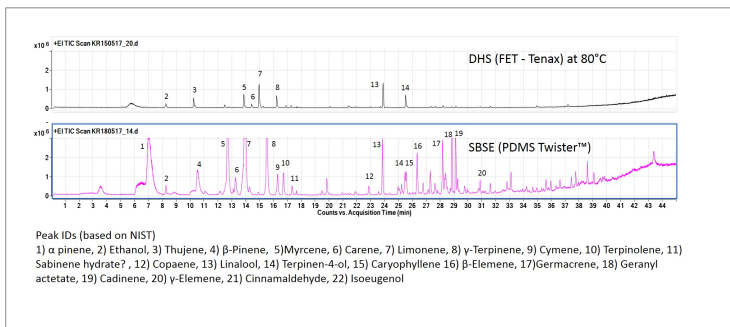 +EI TIC Scan KR150517_20.d
x10 6
DHS (FET - Tenax) at 80°C
2
1
0
2
3
5
6
7
8
13
14
+EI TIC Scan KR180517_14.d
x10 6
SBSE (PDMS Twister™)
3
2
1
0
1
2
4
5
6
7
8
9
10
11
12
13
14
15
16
17
18
19
20
1 2 3 4 5 6 7 8 9 10 11 12 13 14 15 16 17 18 19 20 21 22 23 24 25 26 27 28 29 30 31 32 33 34 35 36 37 38 39 40 41 42 43 44
Counts vs. Acquisition Time (min)
Peak IDs (based on NIST)
1) α pinene, 2) Ethanol, 3) Thujene, 4) β-Pinene, 5)Myrcene, 6) Carene, 7) Limonene, 8) γ-Terpinene, 9) Cymene, 10) Terpinolene, 11)
Sabinene hydrate? , 12) Copaene, 13) Linalool, 14) Terpinen-4-ol, 15) Caryophyllene 16) β-Elemene, 17)Germacrene, 18) Geranyl
actetate, 19) Cadinene, 20) γ-Elemene, 21) Cinnamaldehyde, 22) Isoeugenol